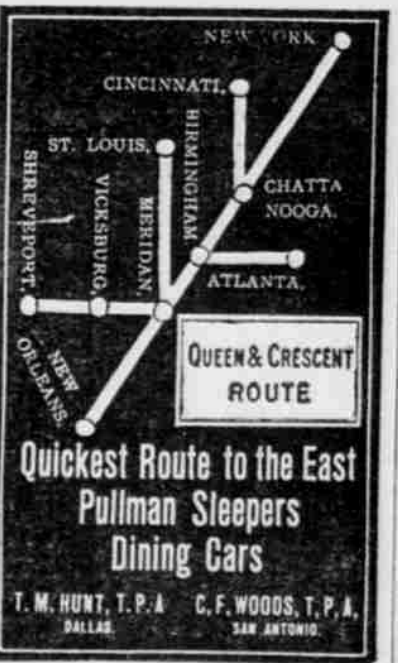 NEW YORK
CINCINNATI,
ST. LOUIS,
BIRMINGHAM
SHREVEPORT,
VICKSBURG,
MERIDAN,
CHATTA
NOOGA.
ATLANTA,
NEW
ORLEANS.
QUEEN & CRESCENT
ROUTE
Quickest Route to the East
Pullman Sleepers
Dining Cars
T. M. HUNT, T. P. A C. F. WOODS, T. P. A,
DALLAS. SAN ANTONIO.